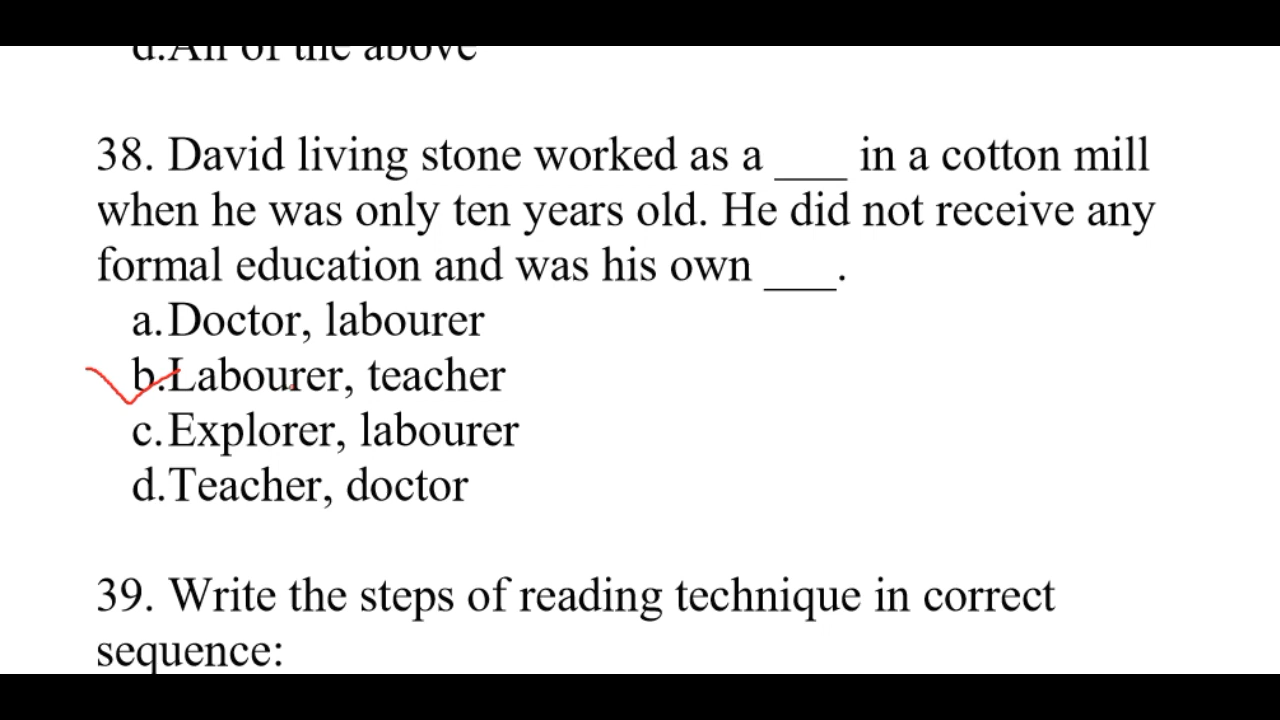 d.All of the above
38. David living stone worked as a ___ in a cotton mill
when he was only ten years old. He did not receive any
formal education and was his own ___.
a.Doctor, labourer
b.Labourer, teacher
c.Explorer, labourer
d.Teacher, doctor
39. Write the steps of reading technique in correct
sequence: